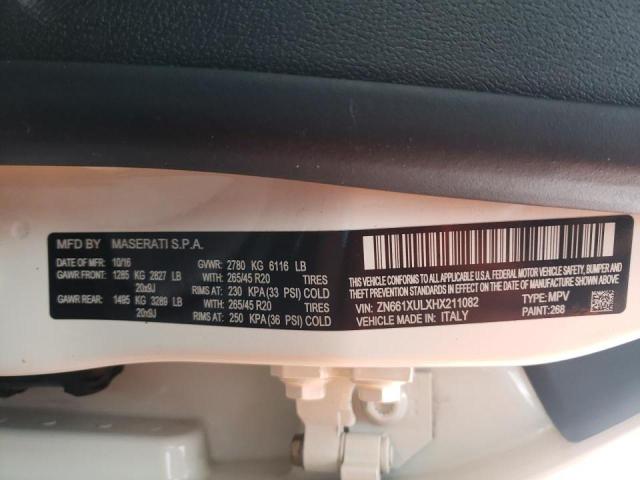 MFD BY MASERATI S.P.A.
DATE OF MFR: 10/16 GVWR: 2780 KG 6116 LB
GAWR FRONT: 1285 KG 2827 LB WITH: 265/45 R20 TIRES
20x9J RIMS AT: 230 KPA (33 PSI) COLD
GAWR REAR: 1495 KG 3289 LB WITH: 265/45 R20 TIRES
20x9J RIMS AT: 250 KPA (36 PSI) COLD
THIS VEHICLE CONFORMS TO ALL APPLICABLE U.S. FEDERAL MOTOR VEHICLE SAFETY, BUMPER
AND THEFT PREVENTION STANDARDS IN EFFECT ON THE DATE OF MANUFACTURE SHOWN ABOVE.
VIN: ZN661XULXHX211082 TYPE: MPV
VEHICLE MADE IN: ITALY PAINT: 268